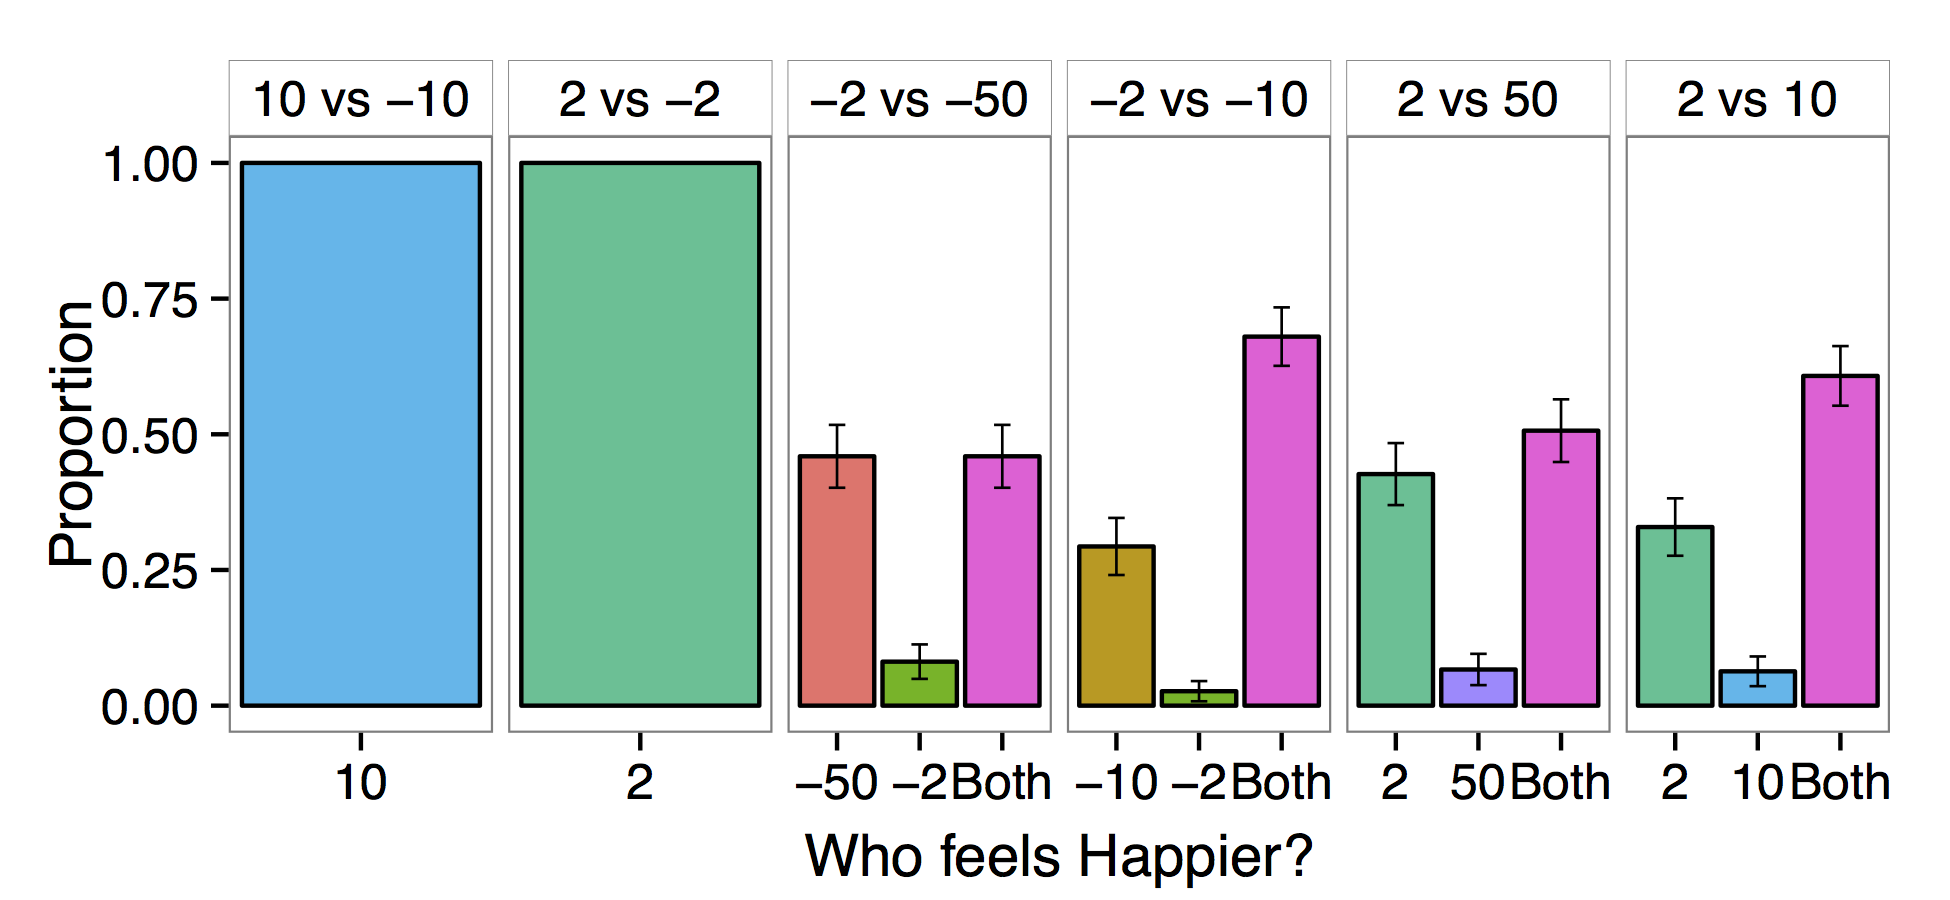 10 vs −10
2 vs −2
−2 vs −50
−2 vs −10
2 vs 50
2 vs 10
Proportion
1.00
0.75
0.50
0.25
0.00
10
2
−50 −2 Both
−10 −2 Both
2 50 Both
2 10 Both
Who feels Happier?